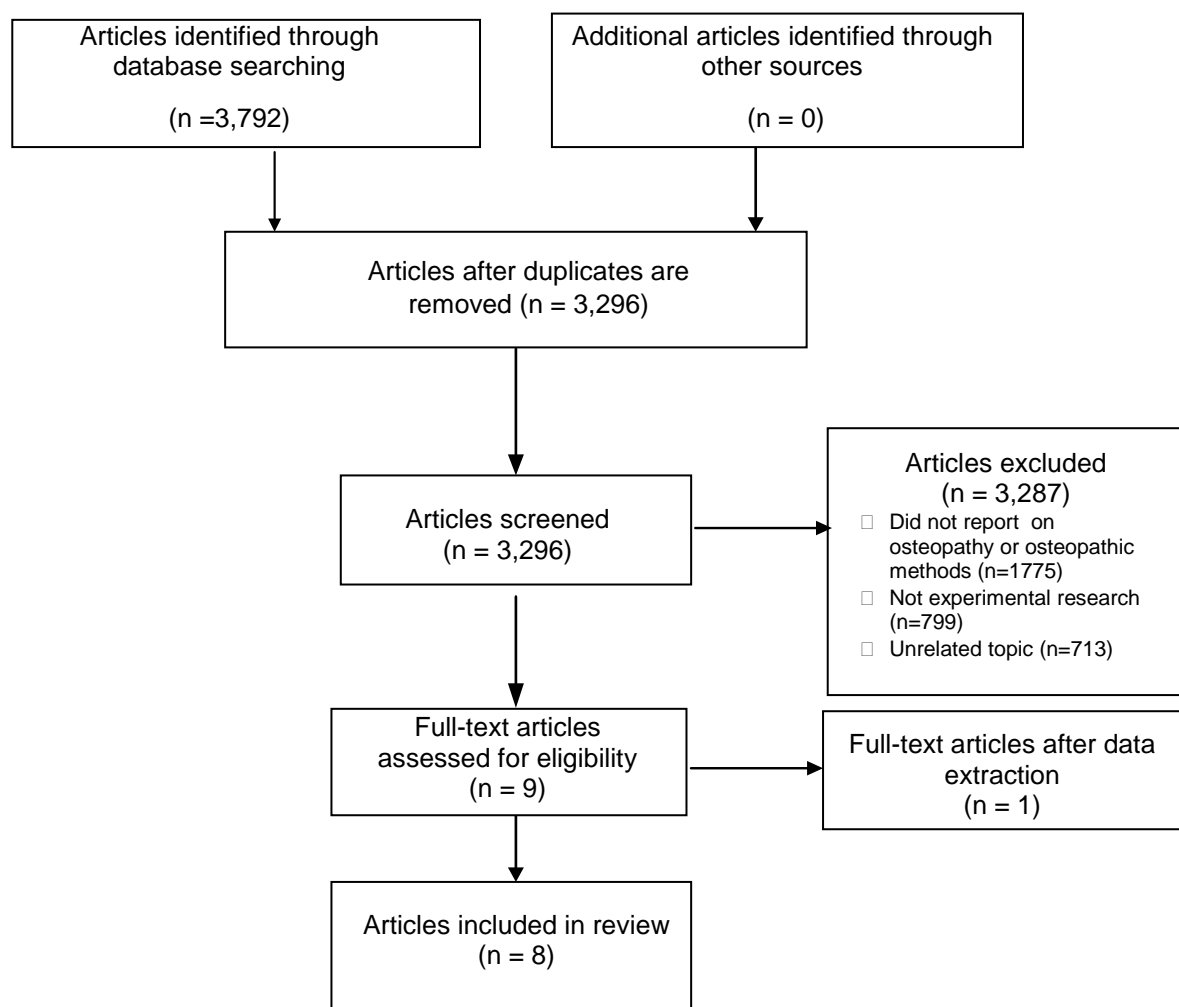 Articles identified through
database searching
(n =3,792)
Additional articles identified through
other sources
(n = 0)
Articles after duplicates are
removed (n = 3,296)
Articles screened
(n = 3,296)
Articles excluded
(n = 3,287)
Did not report on
osteopathy or osteopathic
methods (n=1775)
Not experimental research
(n=799)
Unrelated topic (n=713)
Full-text articles
assessed for eligibility
(n = 9)
Full-text articles after data
extraction
(n = 1)
Articles included in review
(n = 8)